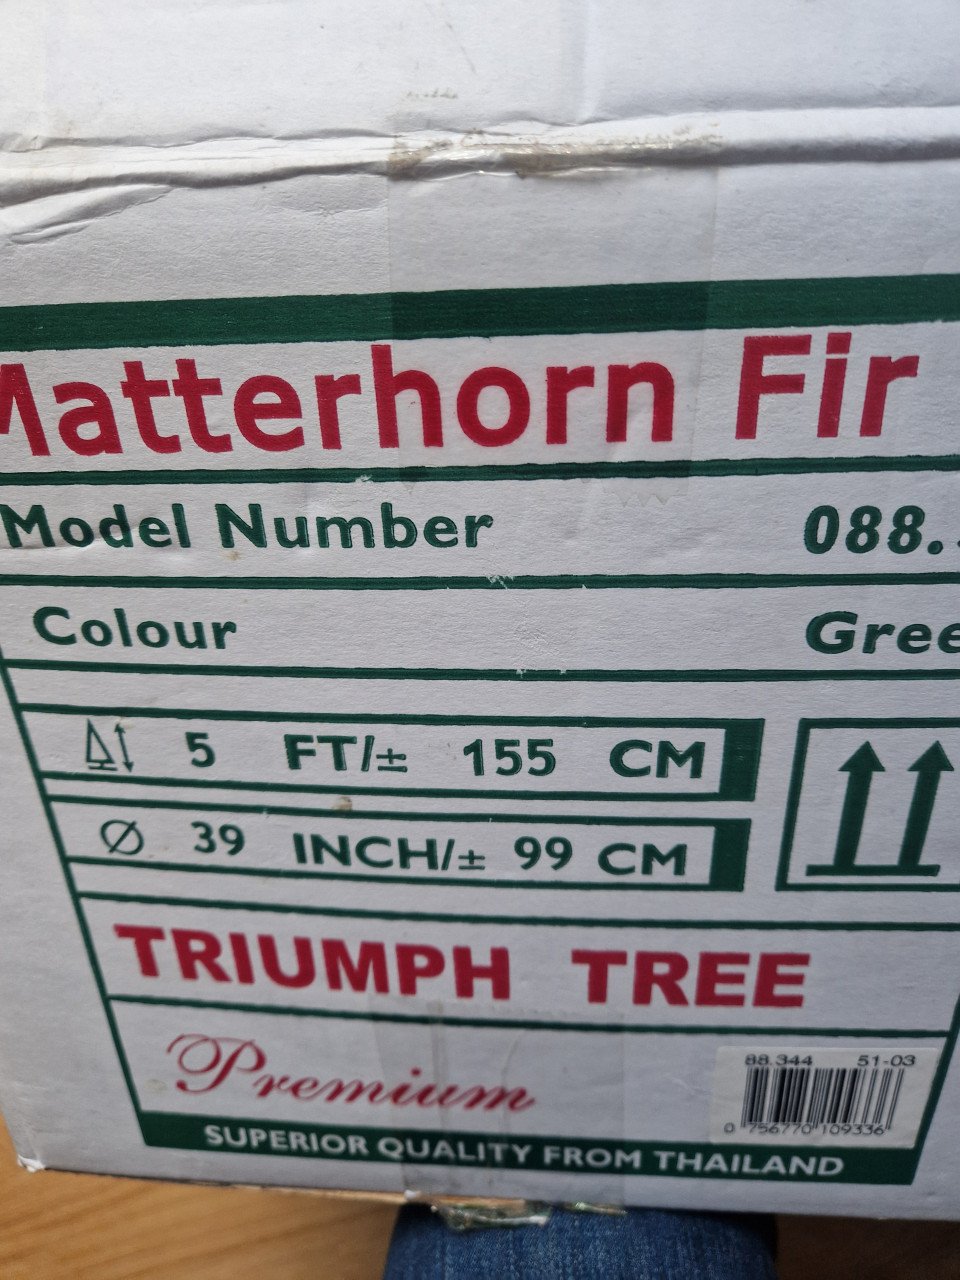 Matterhorn Fir
Model Number 088.
Colour Gree
5 FT/± 155 CM
Ø 39 INCH/± 99 CM
TRIUMPH TREE
Premium
88.344 51-03
0 756770 109336
SUPERIOR QUALITY FROM THAILAND